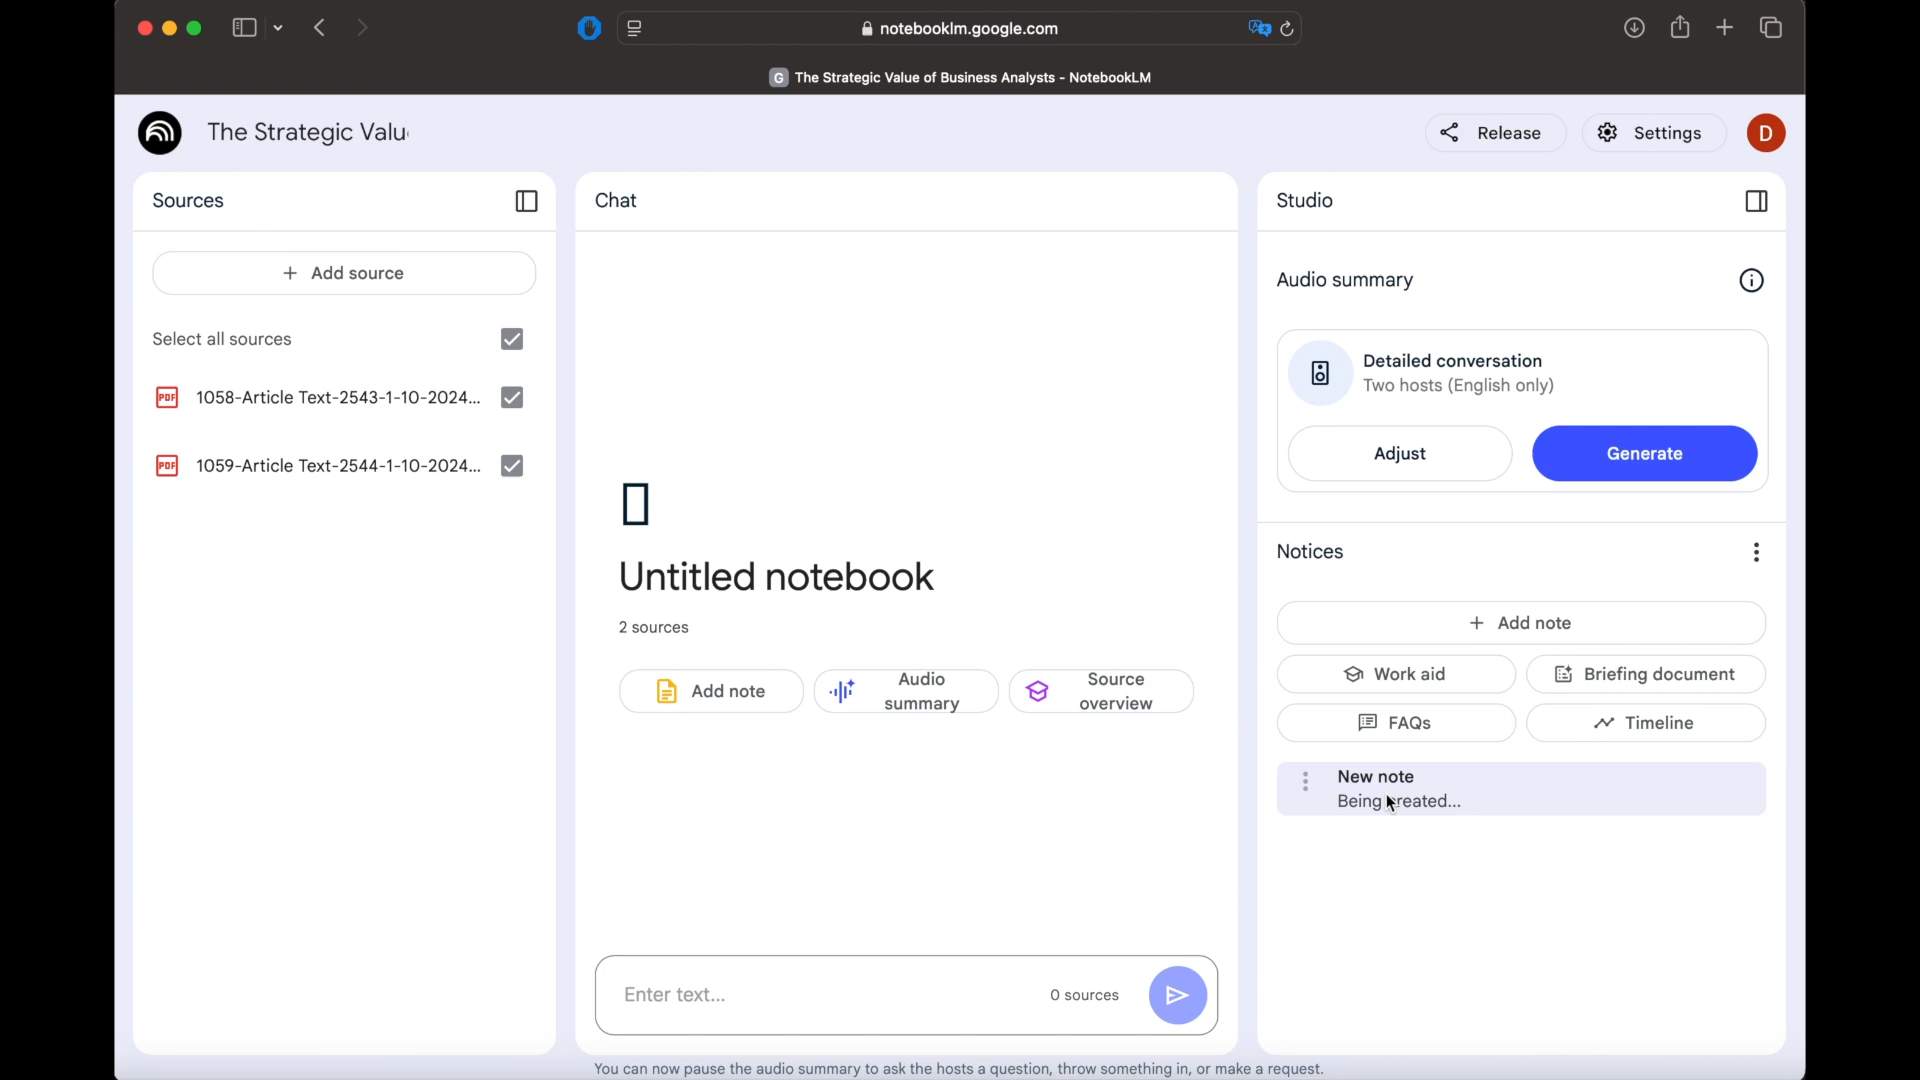 notebooklm.google.com
G The Strategic Value of Business Analysts - NotebookLM
The Strategic Valu
Release
Settings
D
Sources
Add source
Select all sources
PDF 1058-Article Text-2543-1-10-2024...
PDF 1059-Article Text-2544-1-10-2024...
Chat
Untitled notebook
2 sources
Add note
Audio
summary
Source
overview
Enter text...
0 sources
Studio
Audio summary
Detailed conversation
Two hosts (English only)
Adjust
Generate
Notices
Add note
Work aid
Briefing document
FAQs
Timeline
New note
Being created...
You can now pause the audio summary to ask the hosts a question, throw something in, or make a request.